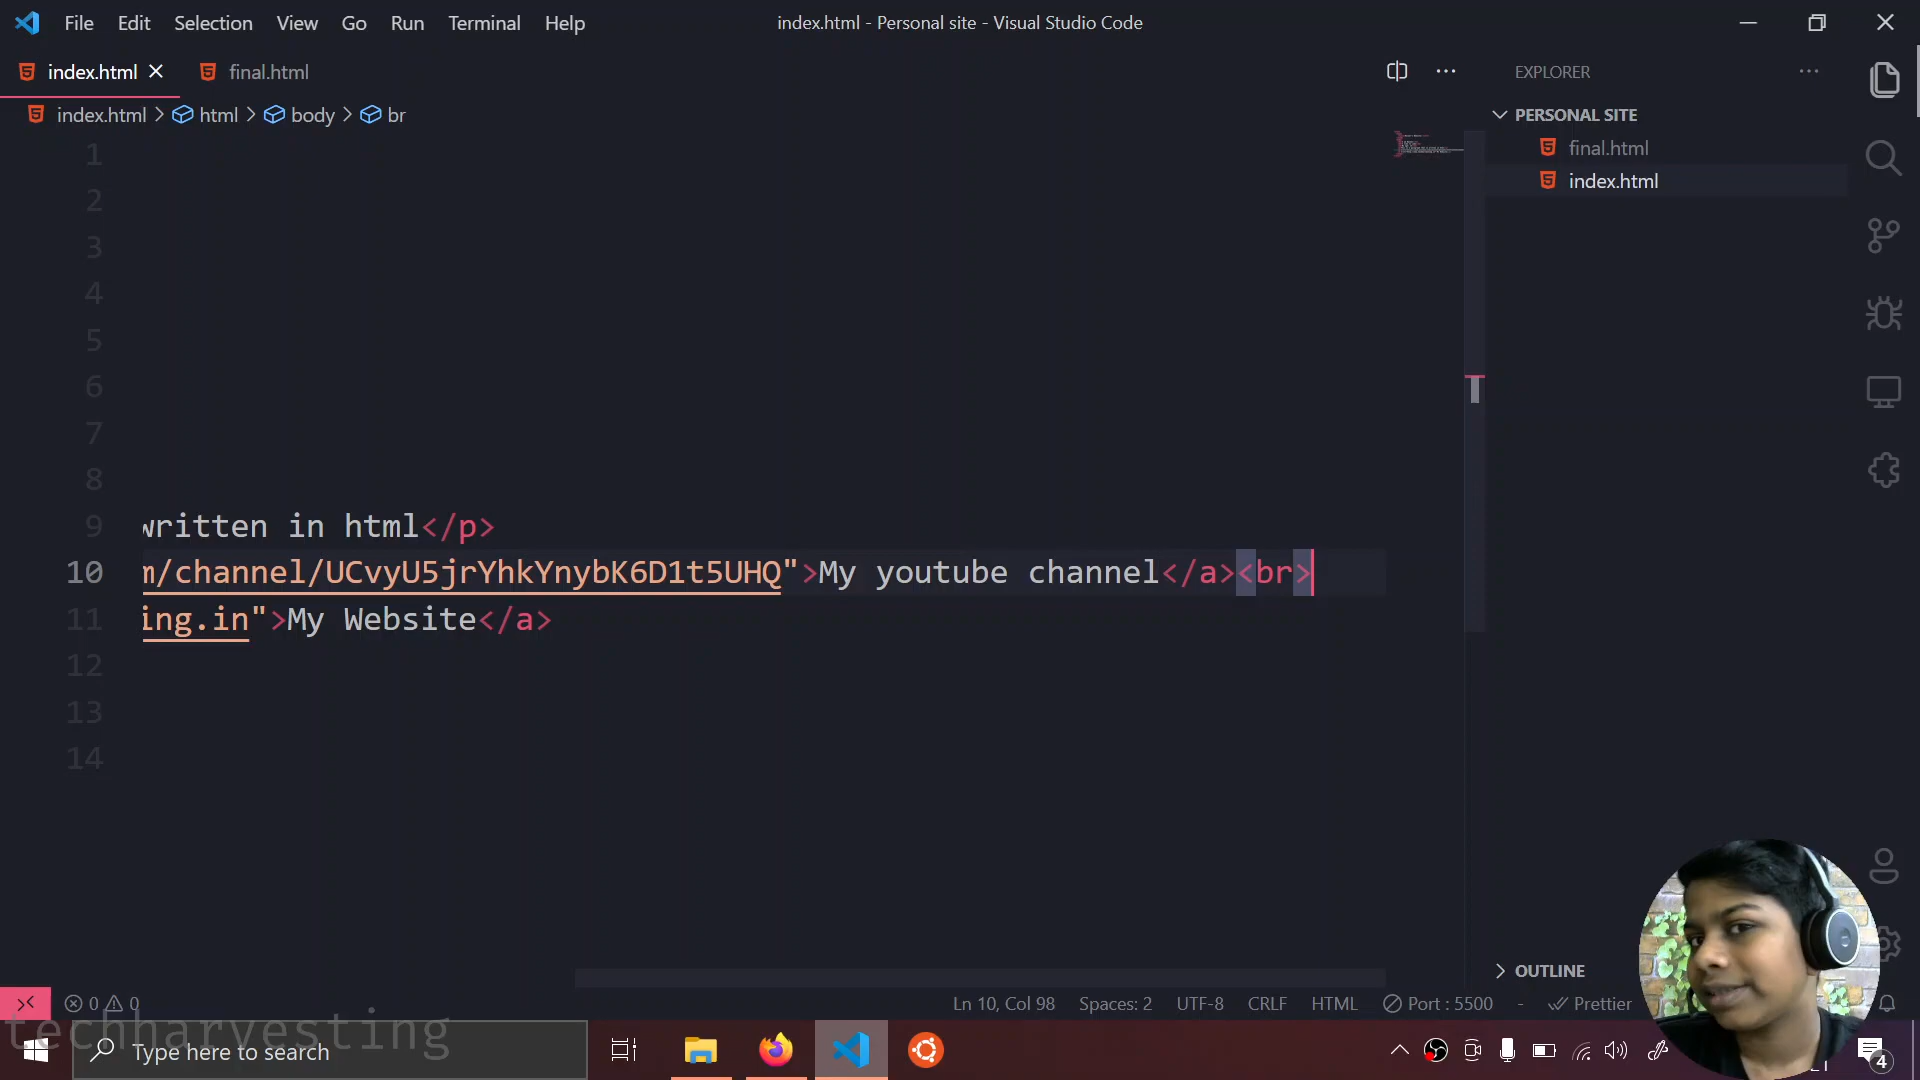 File Edit Selection View Go Run Terminal Help index.html - Personal site - Visual Studio Code
index.html final.html
EXPLORER
index.html > html > body > br
PERSONAL SITE
final.html
index.html
1
2
3
4
5
6
7
8
9 written in html</p>
10 m/channel/UCvyU5jrYhkYnybK6D1t5UHQ">My youtube channel</a><br>
11 ing.in">My Website</a>
12
13
14
OUTLINE
0 0 Ln 10, Col 98 Spaces: 2 UTF-8 CRLF HTML Port : 5500 - Prettier
techharvesting
Type here to search
4